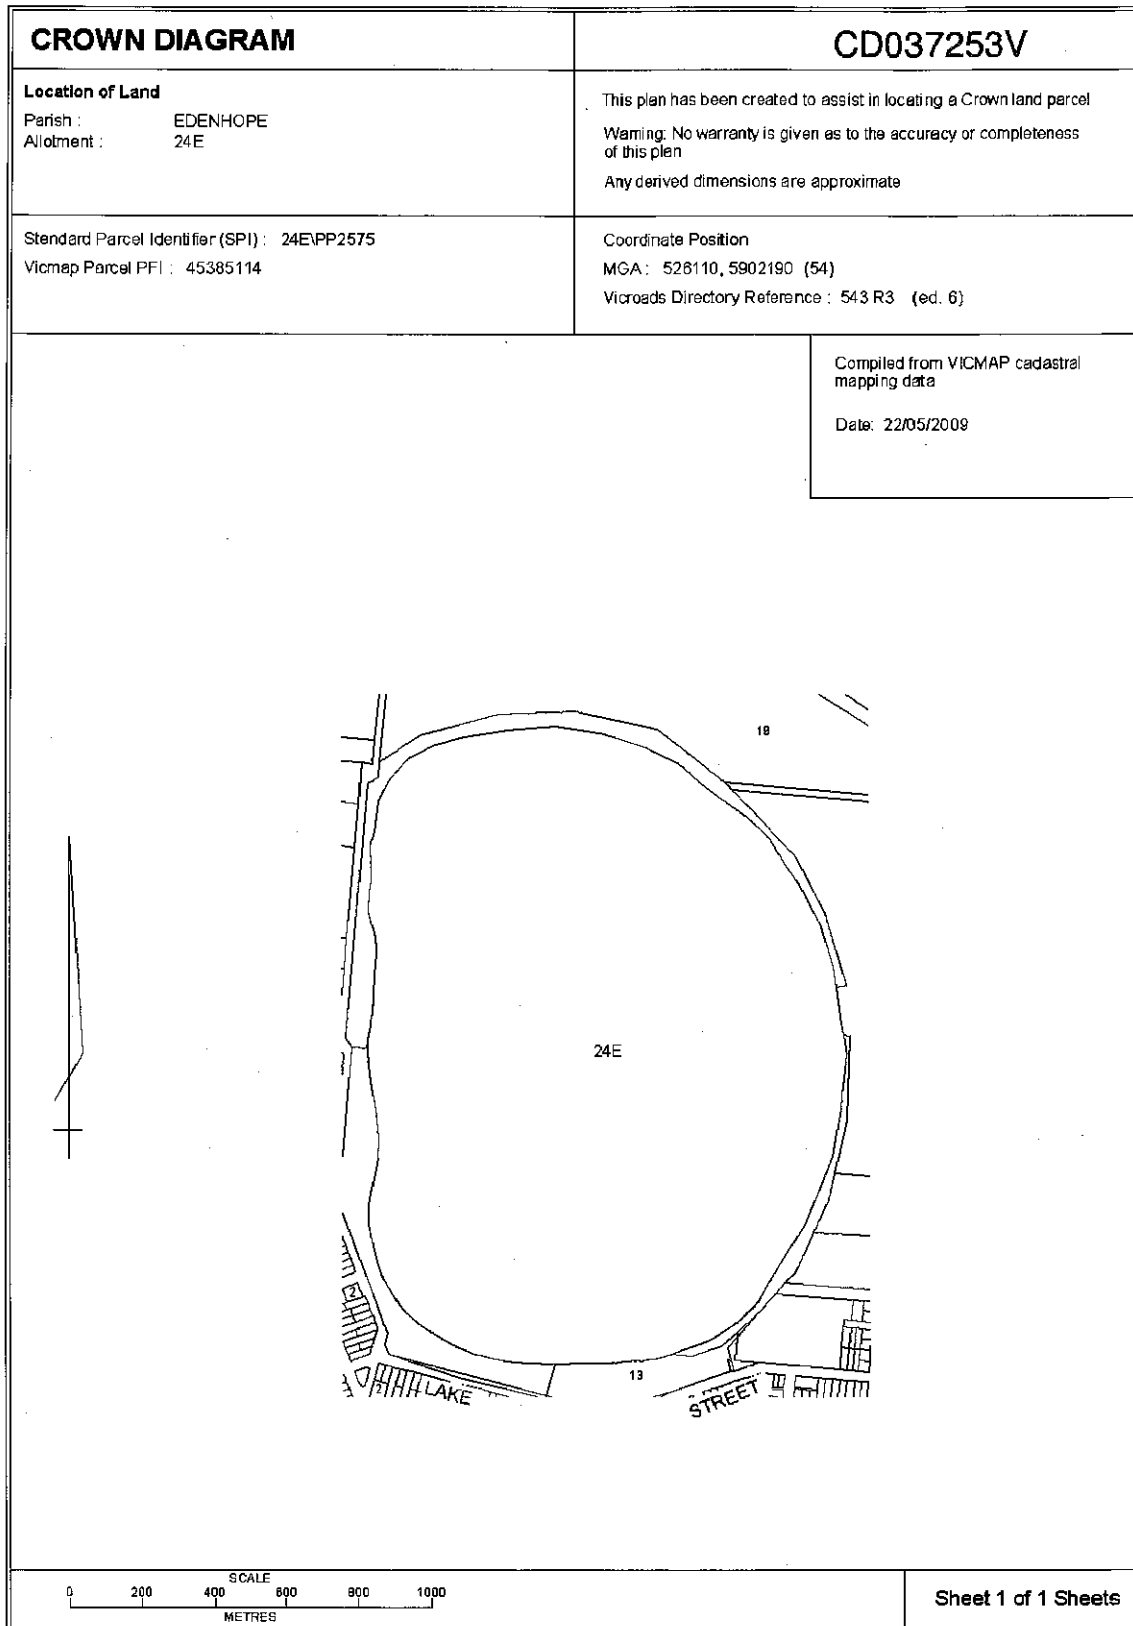 CROWN DIAGRAM
CD037253V
Location of Land
Parish : EDENHOPE
Allotment : 24E
This plan has been created to assist in locating a Crown land parcel
Warning: No warranty is given as to the accuracy or completeness
of this plan
Any derived dimensions are approximate
Standard Parcel Identifier (SPI) : 24E\PP2575
Vicmap Parcel PFI : 45385114
Coordinate Position
MGA : 526110, 5902190 (54)
Vicroads Directory Reference : 543 R3 (ed. 6)
Compiled from VICMAP cadastral
mapping data
Date: 22/05/2009
24E
2
2
13
LAKE
STREET
SCALE
0 200 400 600 800 1000
METRES
Sheet 1 of 1 Sheets